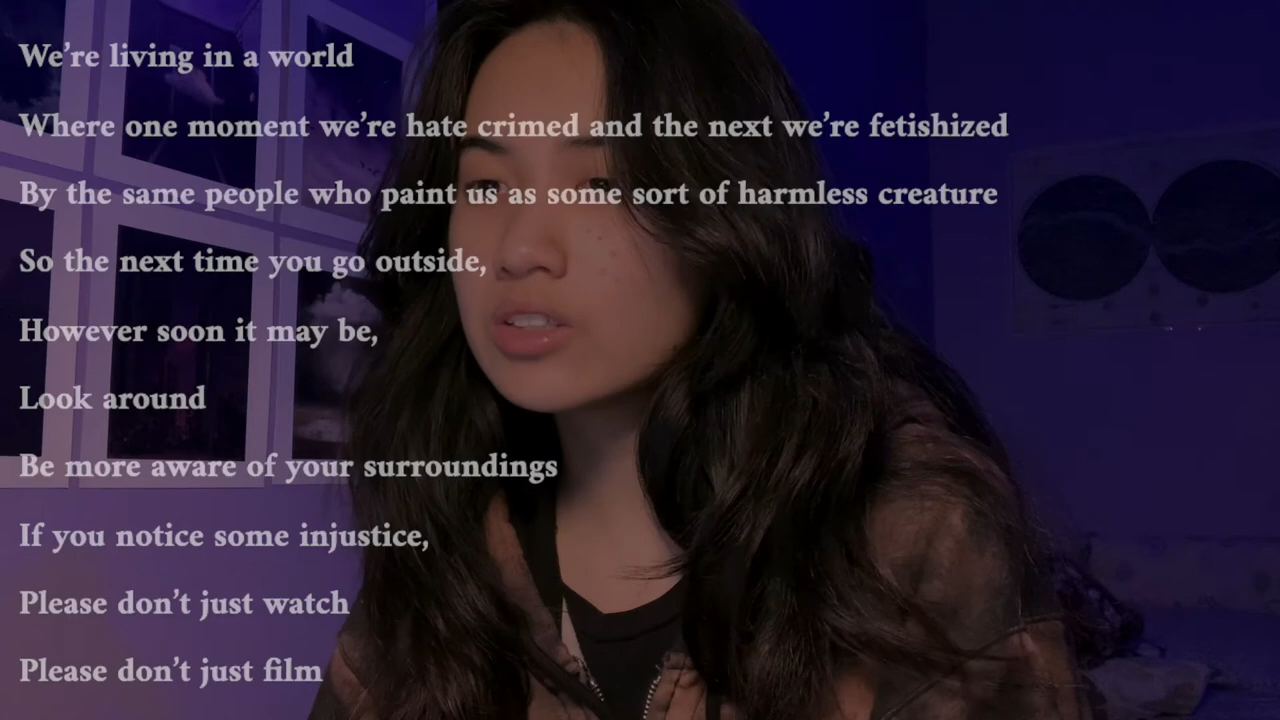 We’re living in a world
Where one moment we’re hate crimed and the next we’re fetishized
By the same people who paint us as some sort of harmless creature
So the next time you go outside,
However soon it may be,
Look around
Be more aware of your surroundings
If you notice some injustice,
Please don’t just watch
Please don’t just film